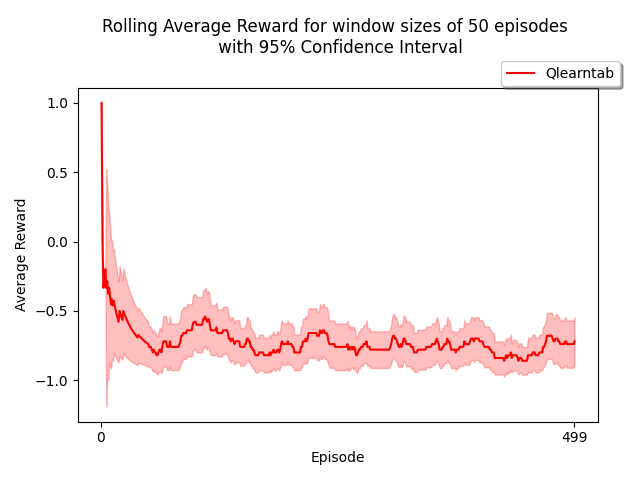 Rolling Average Reward for window sizes of 50 episodes
with 95% Confidence Interval
Qlearntab
1.0
0.5
0.0
−0.5
−1.0
Average Reward
0
499
Episode